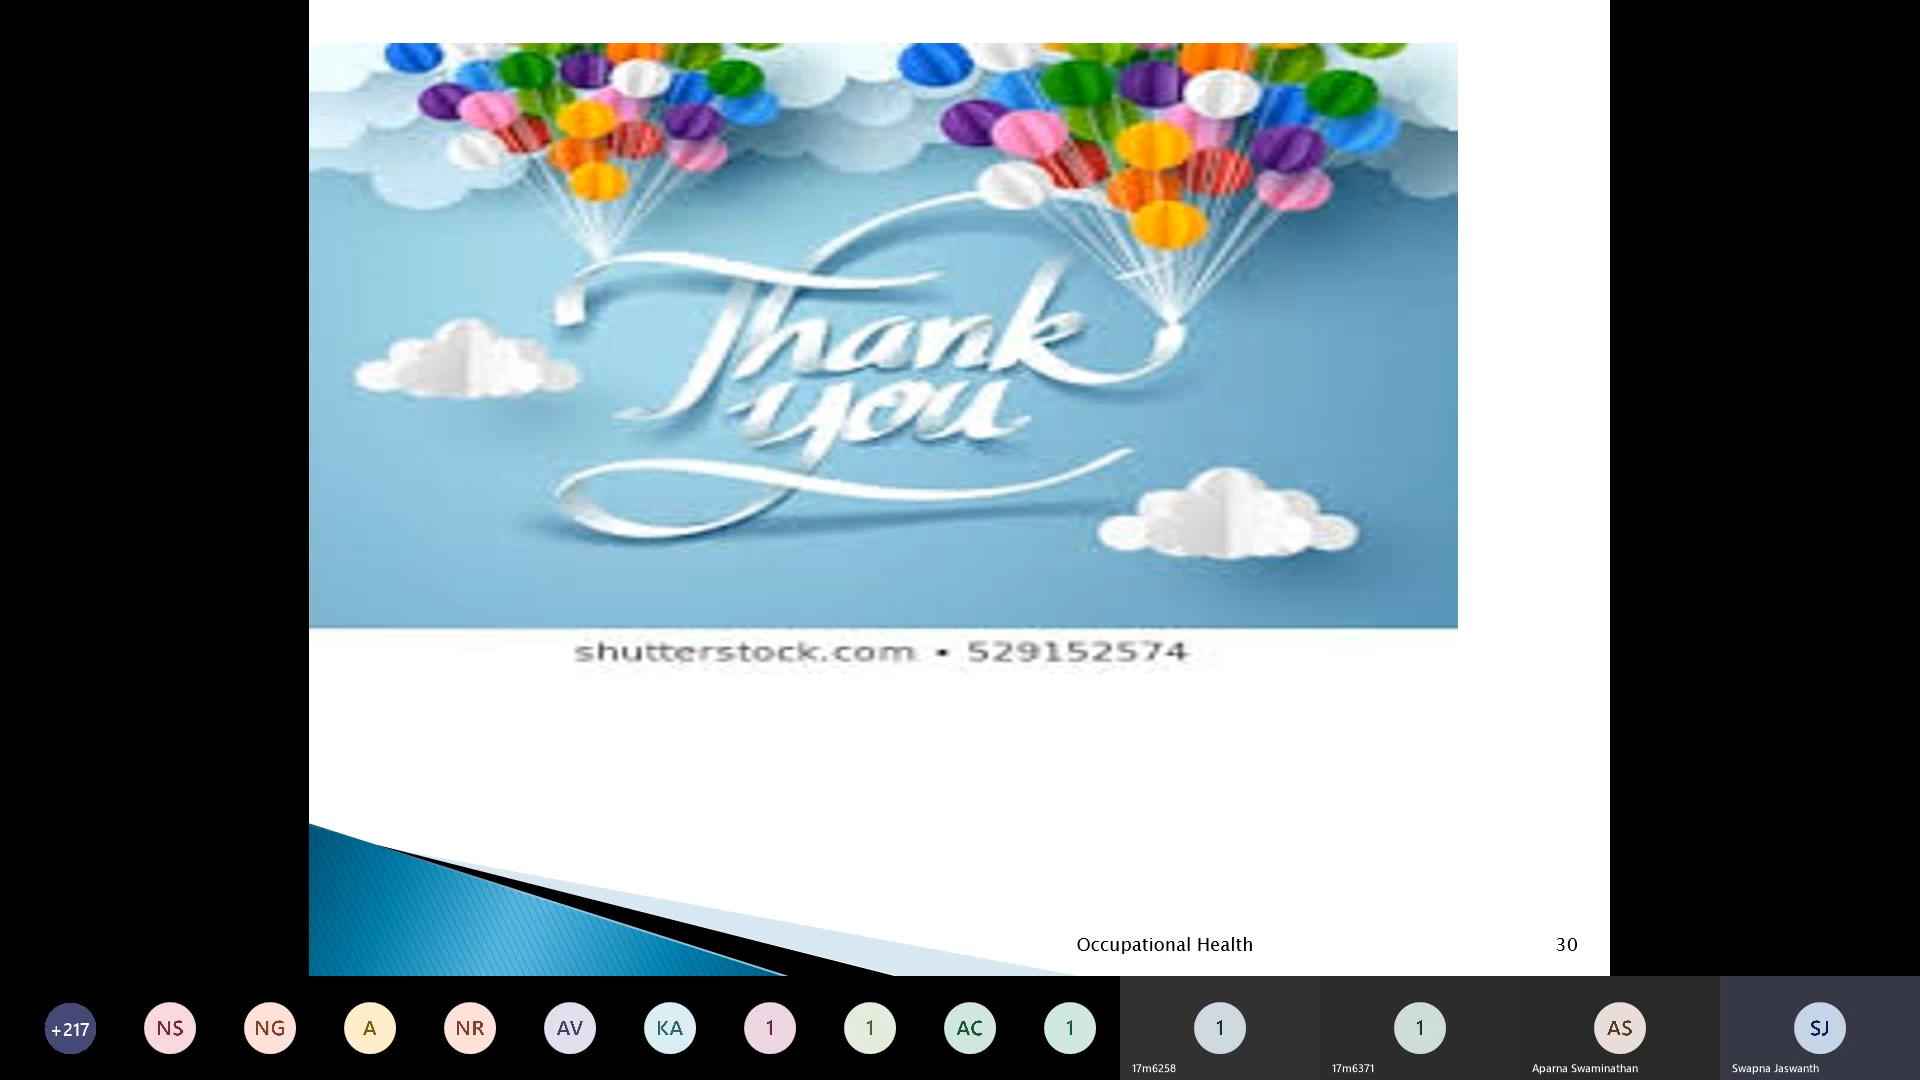 Thank
you
shutterstock.com • 529152574
Occupational Health 30
+217 NS NG A NR AV KA 1 1 AC 1 1 1 AS SJ
17m6258 17m6371 Aparna Swaminathan Swapna Jaswanth